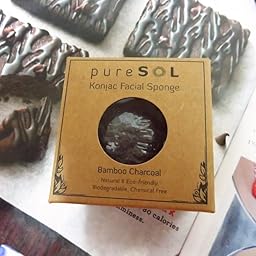 pureSOL
Konjac Facial Sponge
Bamboo Charcoal
Natural & Eco-friendly
Biodegradable, Chemical Free
calories